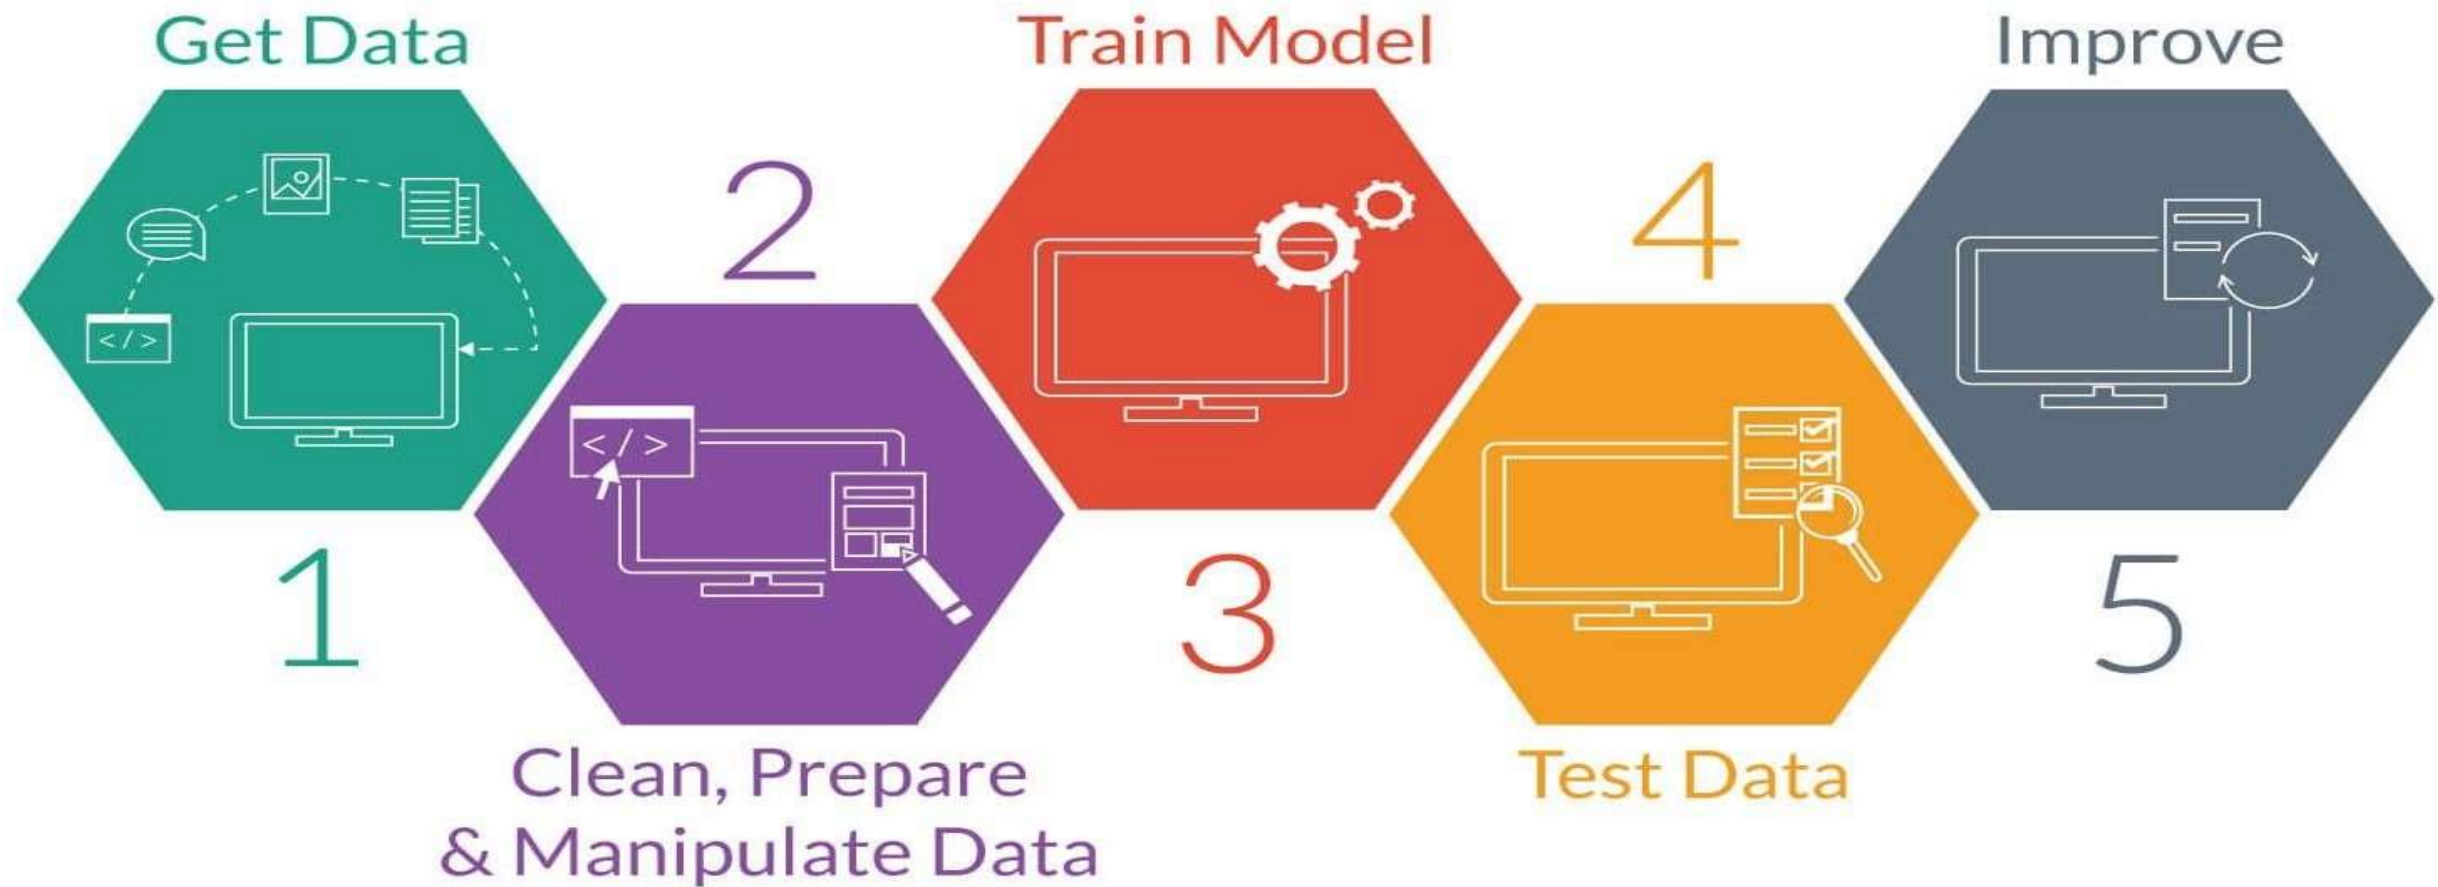 Get Data
</>
1
2
</>
Clean, Prepare
& Manipulate Data
Train Model
3
4
Test Data
Improve
5